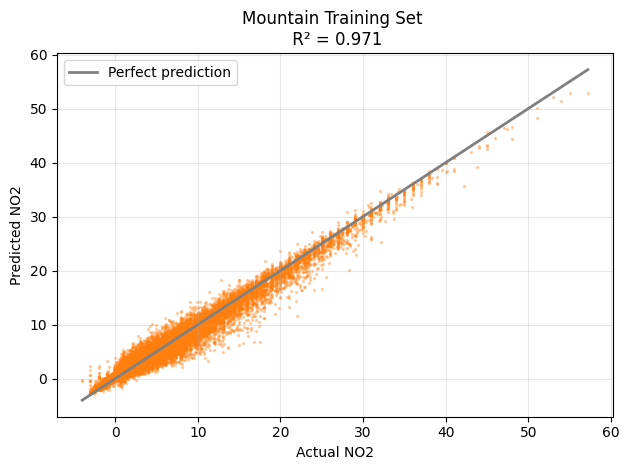 Mountain Training Set
R² = 0.971
Perfect prediction
Predicted NO2
60
50
40
30
20
10
0
0 10 20 30 40 50 60
Actual NO2